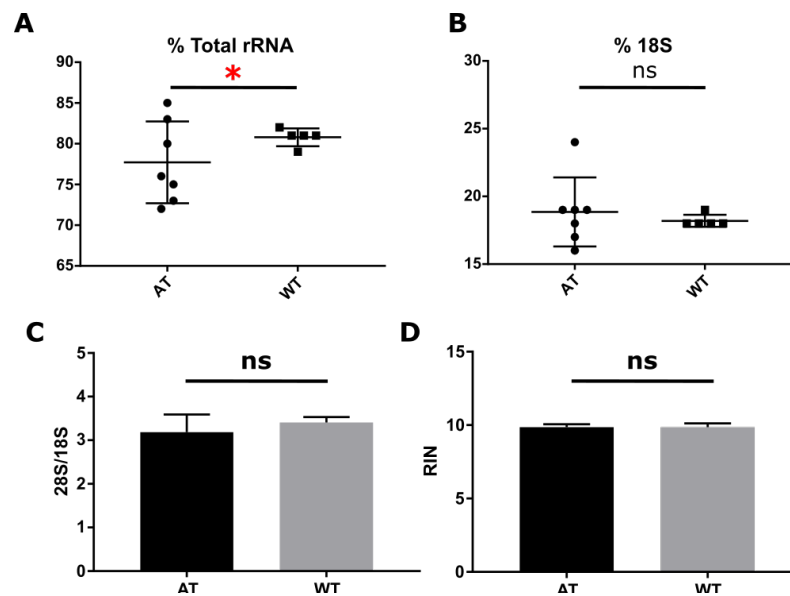 A
% Total rRNA
*
90
85
80
75
70
65
AT
WT
B
% 18S
ns
30
25
20
15
AT
WT
C
ns
28S/18S
5
4
3
2
1
0
AT
WT
D
ns
RIN
15
10
5
0
AT
WT